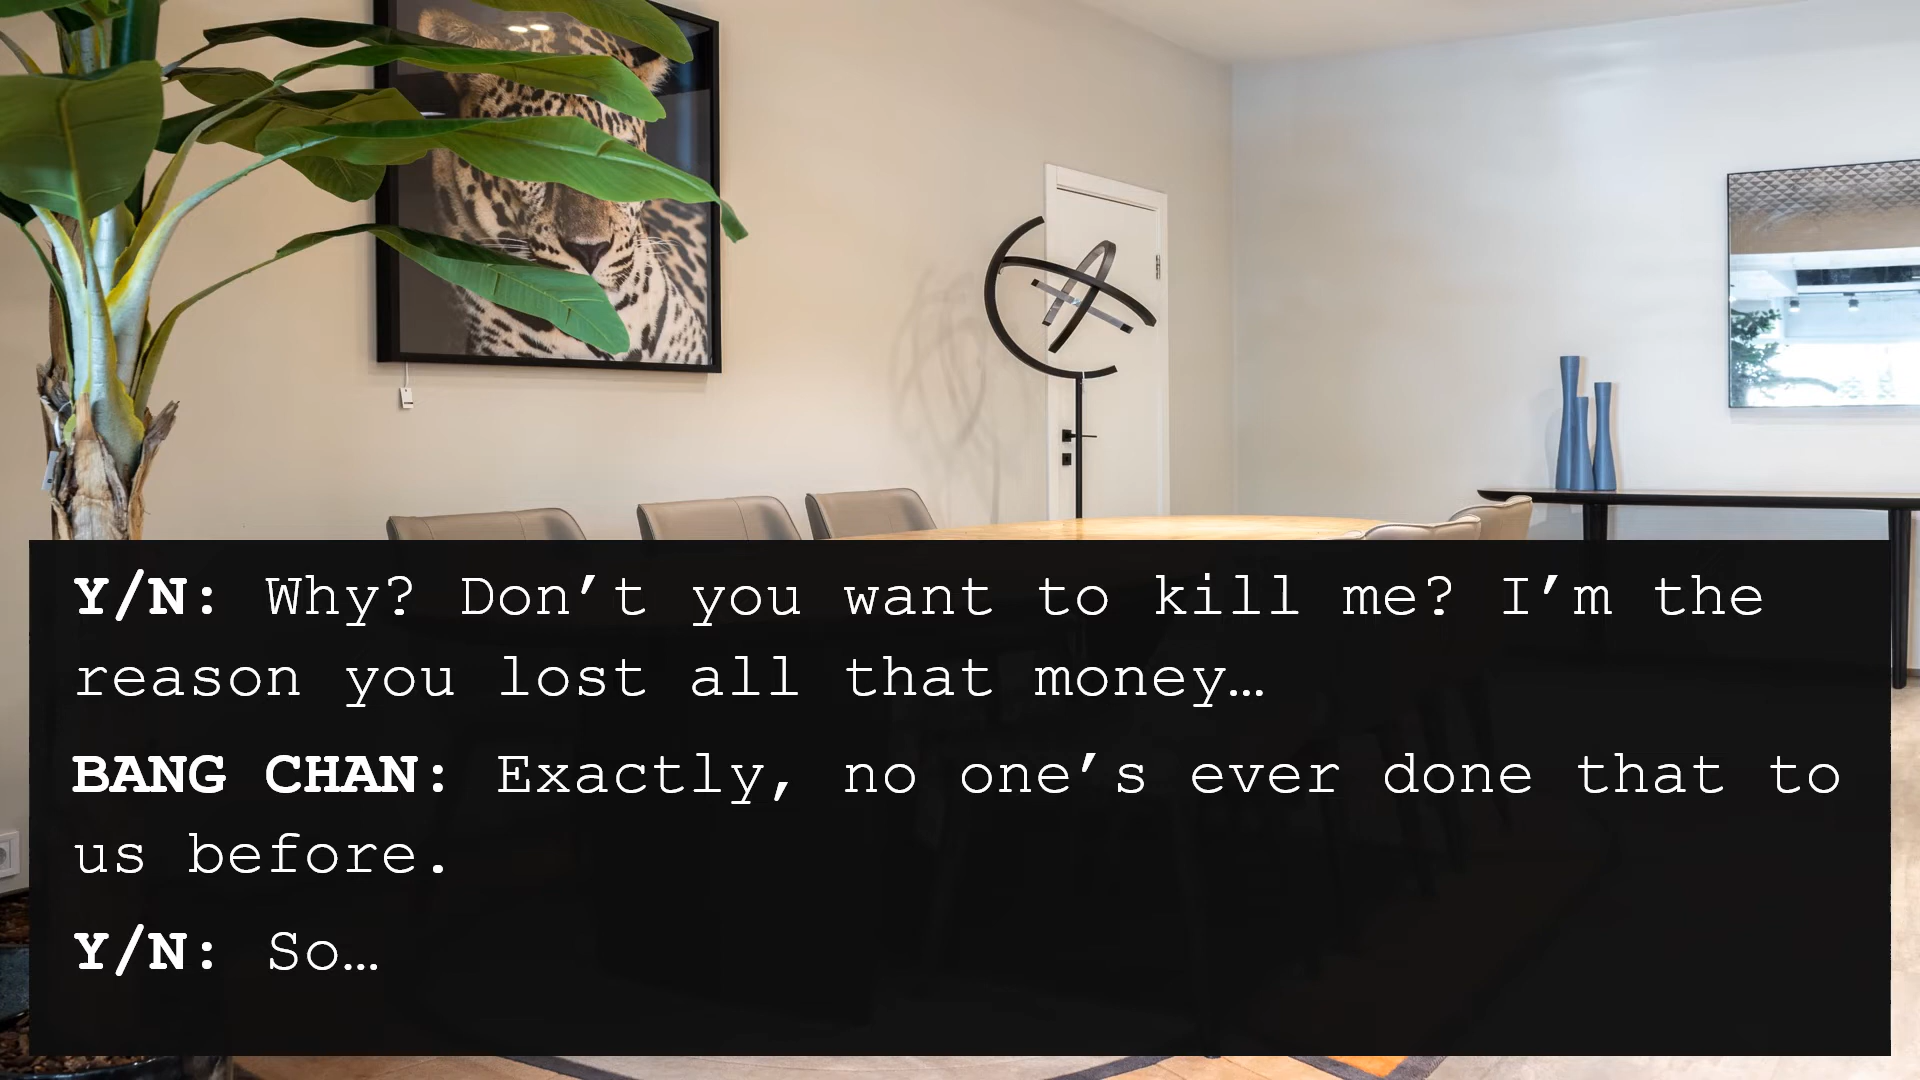 Y/N: Why? Don’t you want to kill me? I’m the
reason you lost all that money…
BANG CHAN: Exactly, no one’s ever done that to
us before.
Y/N: So…